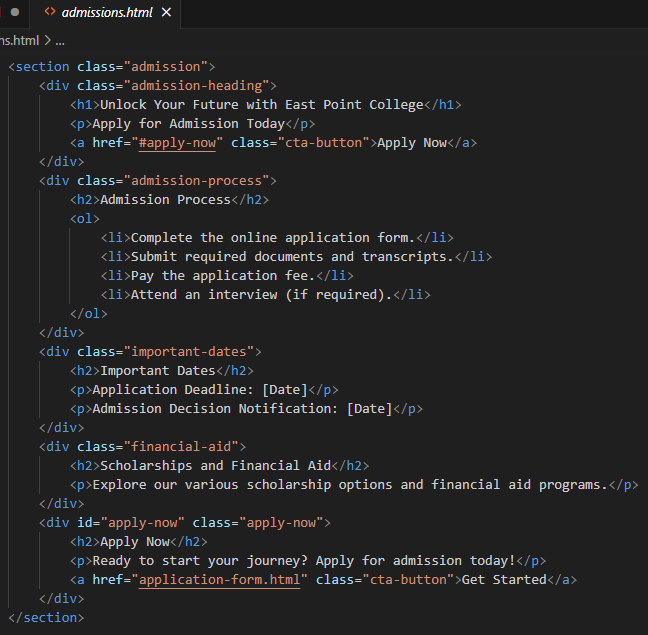 admissions.html
ns.html > ...
<section class="admission">
<div class="admission-heading">
<h1>Unlock Your Future with East Point College</h1>
<p>Apply for Admission Today</p>
<a href="#apply-now" class="cta-button">Apply Now</a>
</div>
<div class="admission-process">
<h2>Admission Process</h2>
<ol>
<li>Complete the online application form.</li>
<li>Submit required documents and transcripts.</li>
<li>Pay the application fee.</li>
<li>Attend an interview (if required).</li>
</ol>
</div>
<div class="important-dates">
<h2>Important Dates</h2>
<p>Application Deadline: [Date]</p>
<p>Admission Decision Notification: [Date]</p>
</div>
<div class="financial-aid">
<h2>Scholarships and Financial Aid</h2>
<p>Explore our various scholarship options and financial aid programs.</p>
</div>
<div id="apply-now" class="apply-now">
<h2>Apply Now</h2>
<p>Ready to start your journey? Apply for admission today!</p>
<a href="application-form.html" class="cta-button">Get Started</a>
</div>
</section>